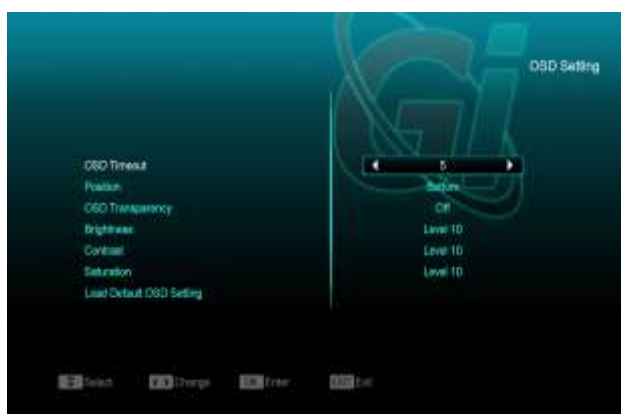 OSD Setting
OSD Timeout 5
Position Bottom
OSD Transparency Off
Brightness Level 10
Contrast Level 10
Saturation Level 10
Load Default OSD Setting
Select Change OK Enter EXIT Exit